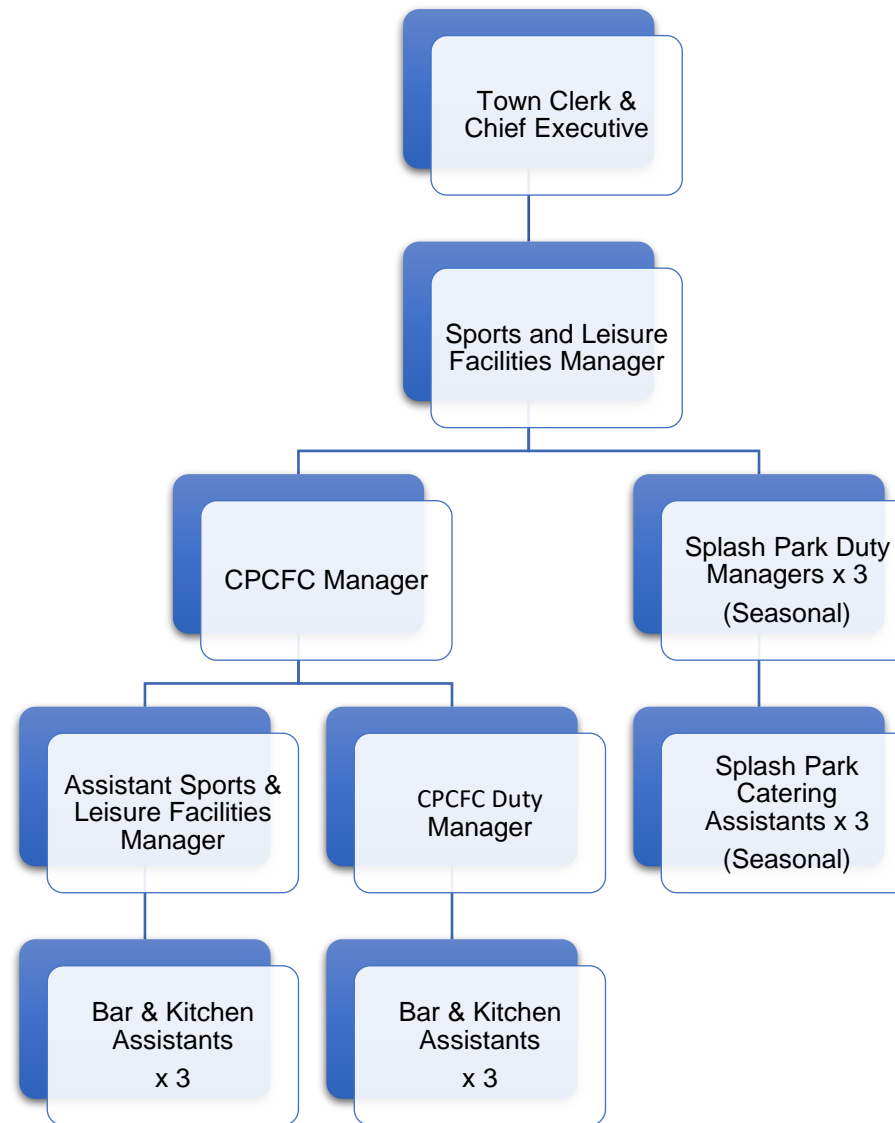 Town Clerk &
Chief Executive
Sports and Leisure
Facilities Manager
CPCFC Manager
Splash Park Duty
Managers x 3
(Seasonal)
Assistant Sports &
Leisure Facilities
Manager
CPCFC Duty
Manager
Splash Park
Catering
Assistants x 3
(Seasonal)
Bar & Kitchen
Assistants
x 3
Bar & Kitchen
Assistants
x 3